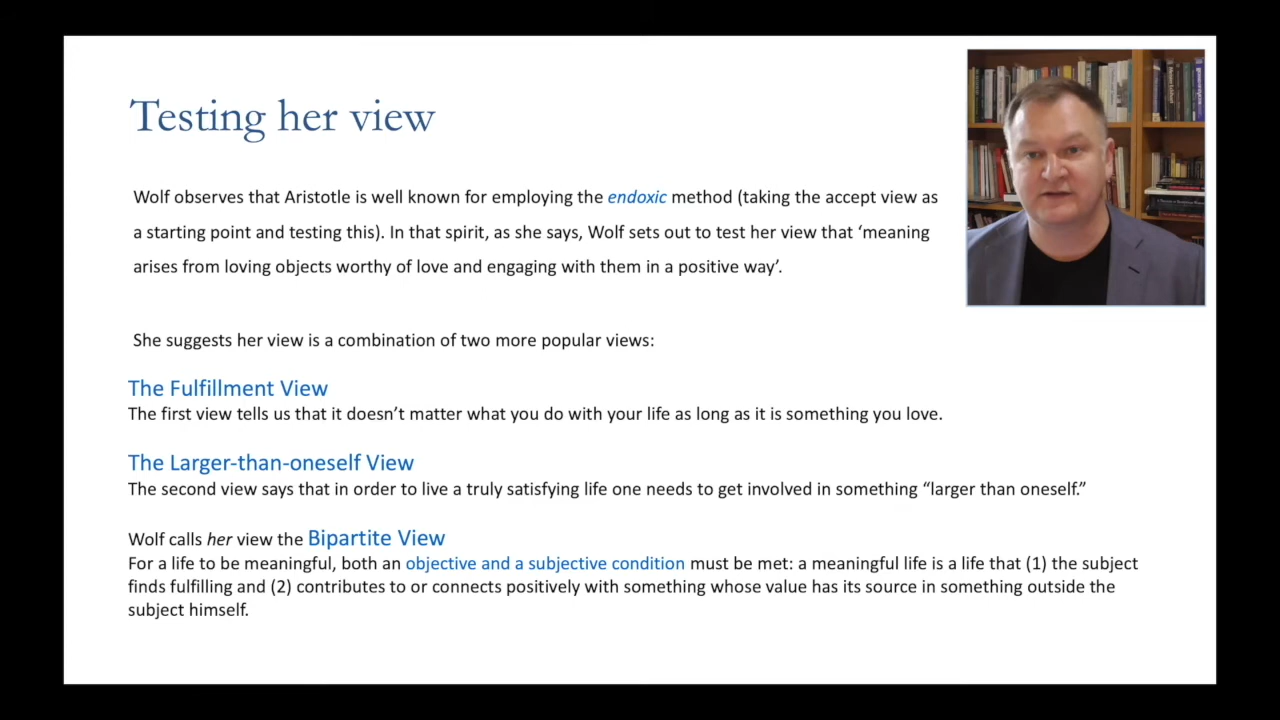 Testing her view
Wolf observes that Aristotle is well known for employing the endoxic method (taking the accept view as
a starting point and testing this). In that spirit, as she says, Wolf sets out to test her view that ‘meaning
arises from loving objects worthy of love and engaging with them in a positive way’.
She suggests her view is a combination of two more popular views:
The Fulfillment View
The first view tells us that it doesn’t matter what you do with your life as long as it is something you love.
The Larger-than-oneself View
The second view says that in order to live a truly satisfying life one needs to get involved in something “larger than oneself.”
Wolf calls her view the Bipartite View
For a life to be meaningful, both an objective and a subjective condition must be met: a meaningful life is a life that (1) the subject
finds fulfilling and (2) contributes to or connects positively with something whose value has its source in something outside the
subject himself.